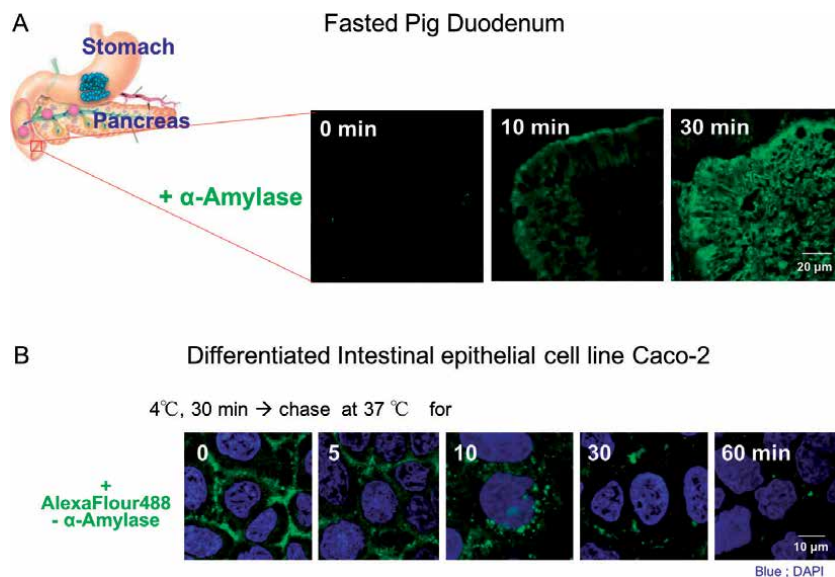 A
Fasted Pig Duodenum
Stomach
Pancreas
+ α-Amylase
0 min
10 min
30 min
20 μm
B
Differentiated Intestinal epithelial cell line Caco-2
4℃, 30 min → chase at 37 ℃ for
+
AlexaFlour488
- α-Amylase
0
5
10
30
60 min
10 μm
Blue ; DAPI